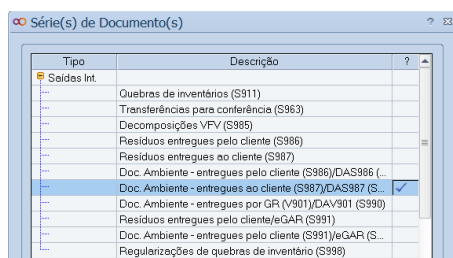 Série(s) de Documento(s)
Tipo Descrição ?
Saídas Int.
Quebras de inventários (S911)
Transferências para conferência (S963)
Decomposições VFV (S985)
Resíduos entregues pelo cliente (S986)
Resíduos entregues ao cliente (S987)
Doc. Ambiente - entregues pelo cliente (S986)/DAS986 (...
Doc. Ambiente - entregues ao cliente (S987)/DAS987 (S...
Doc. Ambiente - entregues por GR (V901)/DAV901 (S990)
Resíduos entregues pelo cliente/eGAR (S991)
Doc. Ambiente - entregues pelo cliente (S991)/eGAR (S...
Regularizações de quebras de inventário (S998)